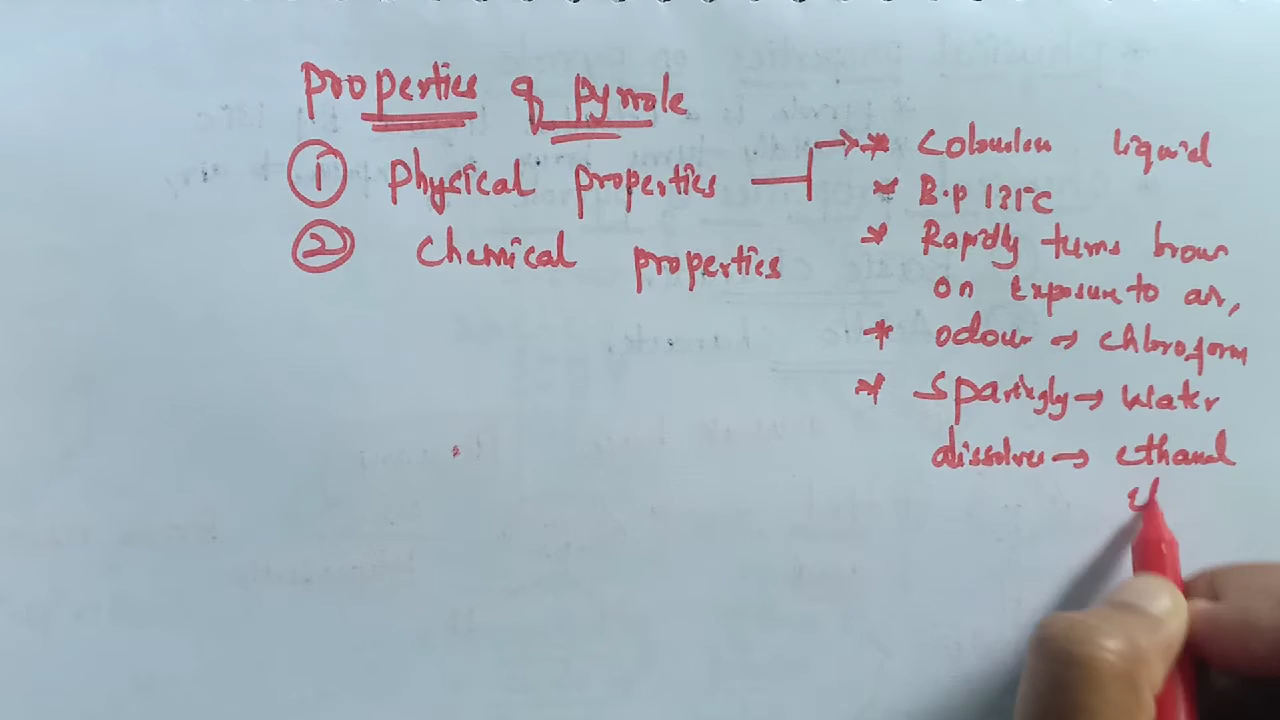 Properties of pyrrole
① Physical properties
② Chemical properties
* Colourless liquid
* B.P 131°C
* Rapidly turns brown
on exposure to air,
* odour → chloroform
* Sparingly → Water
dissolves → ethanol